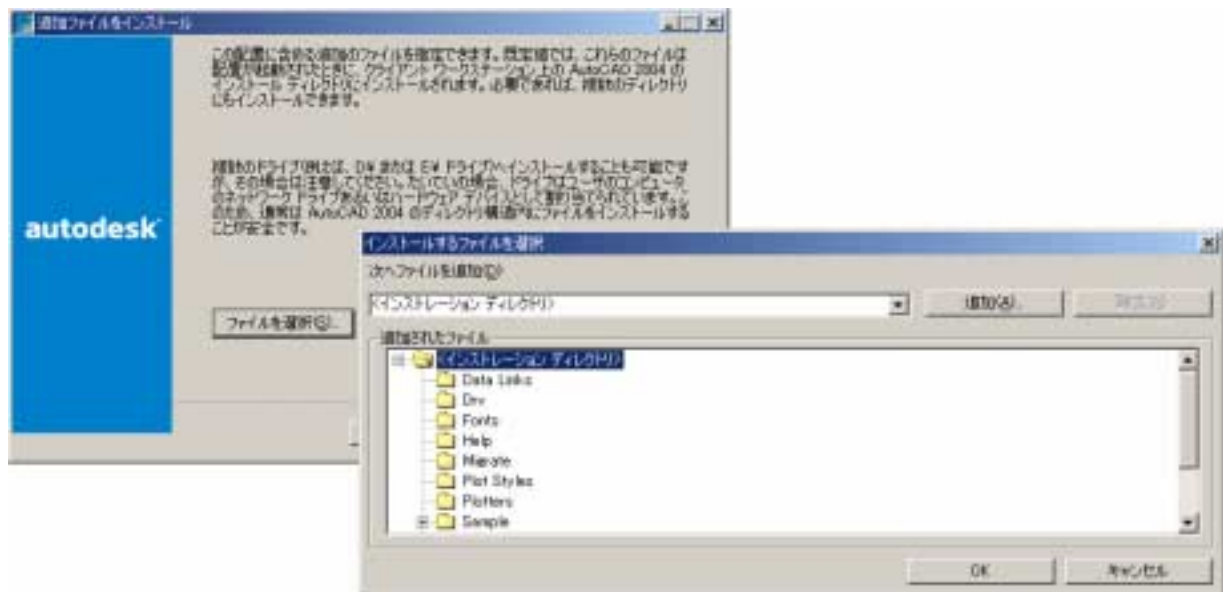 追加ファイルをインストール
この配置に含める追加のファイルを指定できます。既定値では、これらのファイルは
配置が起動されたときに、クライアント ワークステーション上の AutoCAD 2004 の
インストール ディレクトリにインストールされます。必要であれば、複数のディレクトリ
にもインストールできます。
複数のドライブ(例えば、D¥ または E¥ ドライブ)へインストールすることも可能です
が、その場合は注意してください。たいていの場合、ドライブはユーザのコンピュータ
のネットワーク ドライブあるいはハードウェア デバイスとして割り当てられています。
このため、通常は AutoCAD 2004 のディレクトリ構造内にファイルをインストールする
ことが安全です。
autodesk
ファイルを選択(S)...
インストールするファイルを選択
次へファイルを追加(D)
<インストレーション ディレクトリ>
追加(A)...
追加されたファイル
<インストレーション ディレクトリ>
Data Links
Drv
Fonts
Help
Migrate
Plot Styles
Plotters
Sample
OK
キャンセル